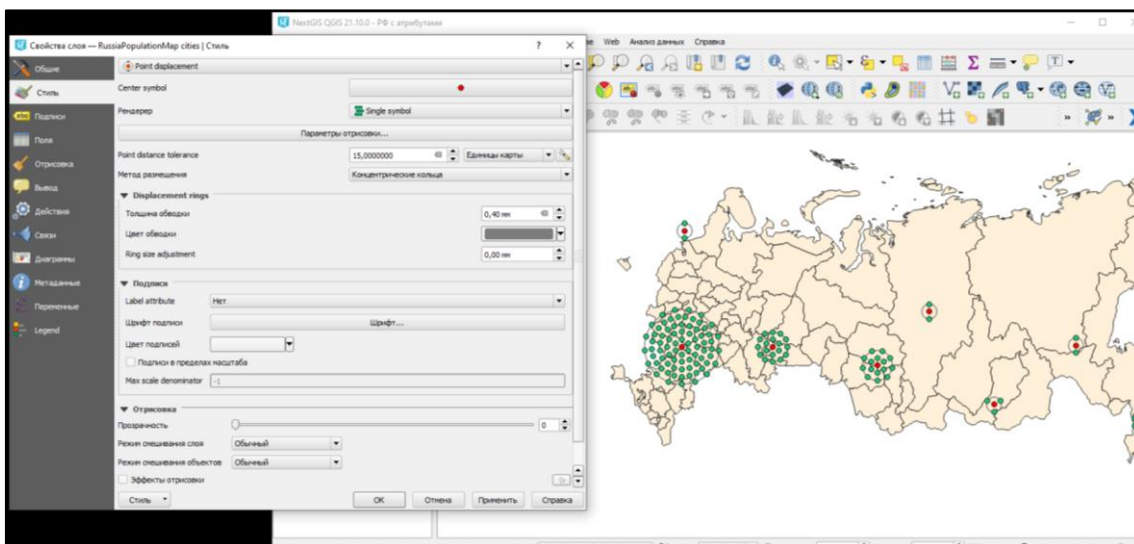 NextGIS QGIS 21.10.0 - РФ с атрибутами
Свойства слоя — RussiaPopulationMap cities | Стиль
Web Анализ данных Справка
Общие
Стиль
Подписи
Поля
Отрисовка
Вывод
Действия
Связи
Диаграммы
Метаданные
Переменные
Legend
Point displacement
Center symbol
Рендерер Single symbol
Параметры отрисовки...
Point distance tolerance 15,0000000 Единицы карты
Метод размещения Концентрические кольца
Displacement rings
Толщина обводки 0,40 мм
Цвет обводки
Ring size adjustment 0,00 мм
Подписи
Label attribute Нет
Шрифт подписи Шрифт...
Цвет подписей
Подписи в пределах масштаба
Max scale denominator -1
Отрисовка
Прозрачность 0
Режим смешивания слоя Обычный
Режим смешивания объектов Обычный
Эффекты отрисовки
Стиль OK Отмена Применить Справка